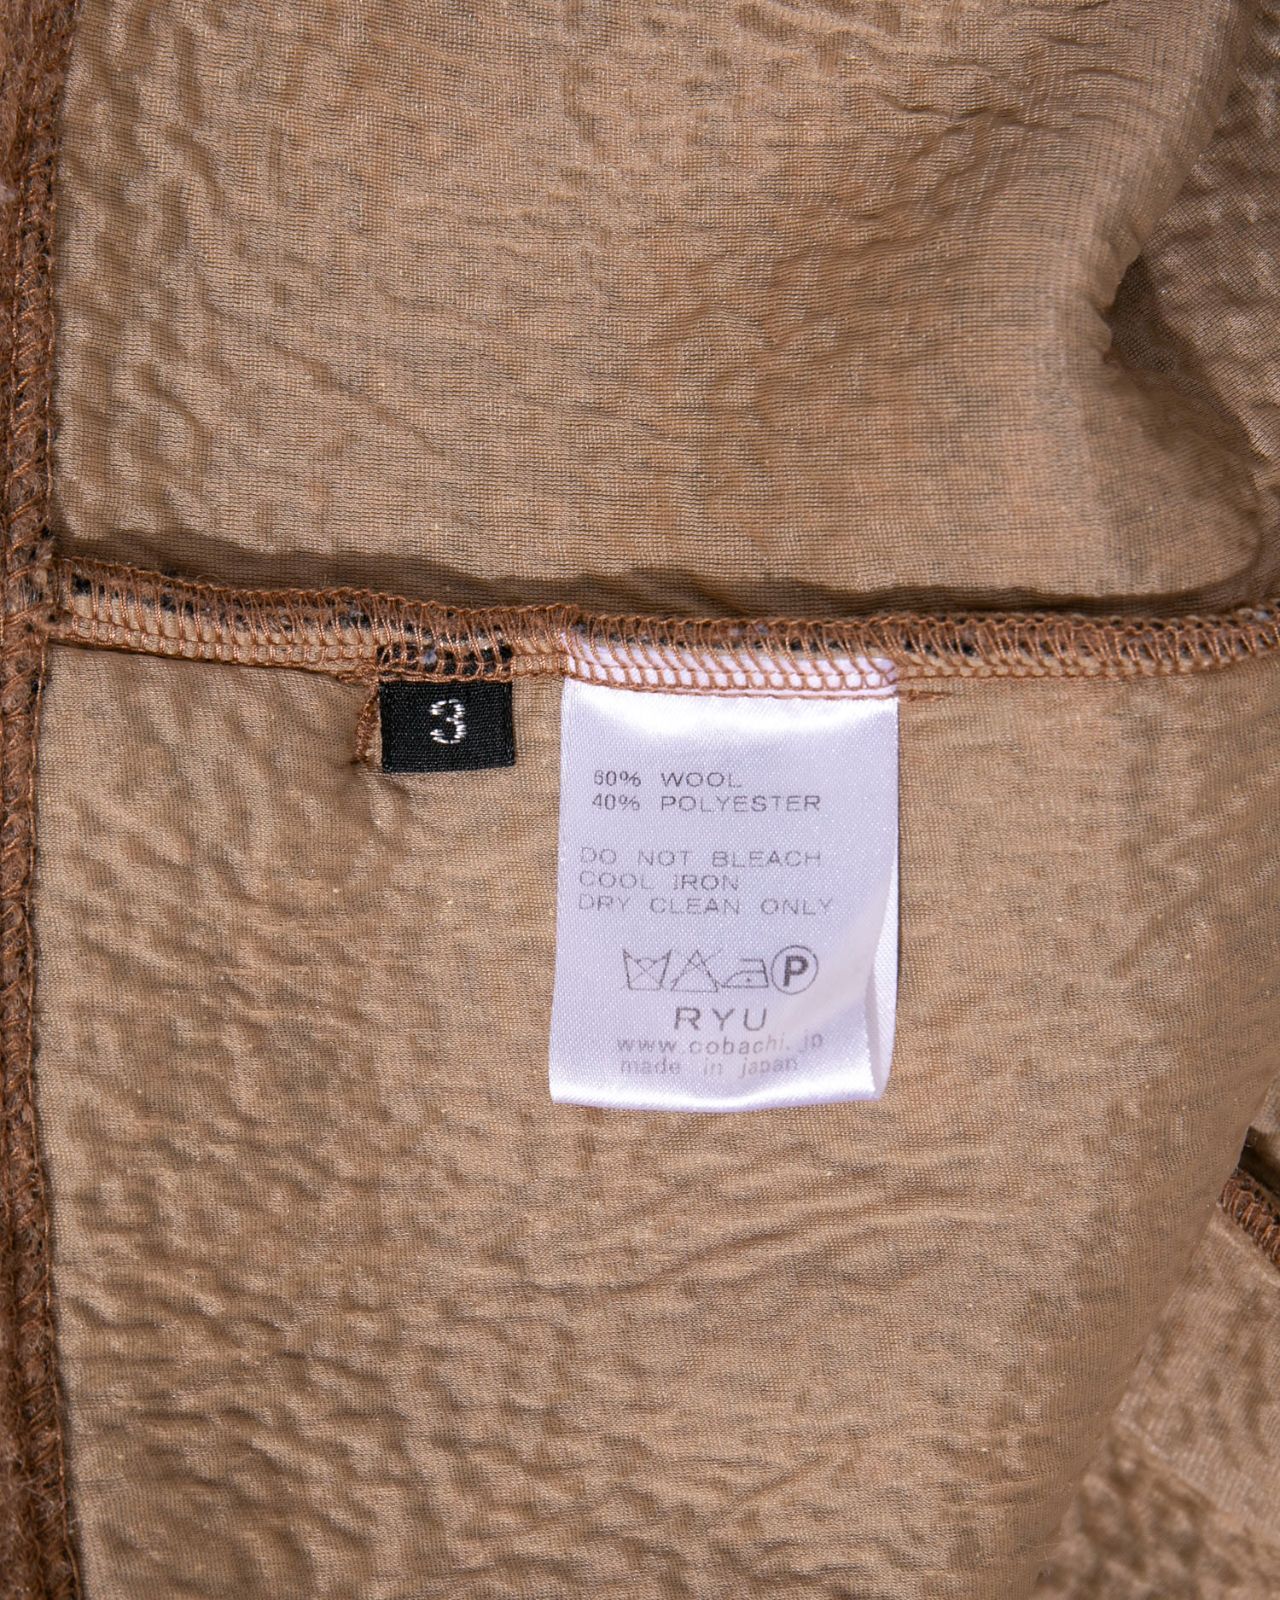 3
60% WOOL
40% POLYESTER
DO NOT BLEACH
COOL IRON
DRY CLEAN ONLY
P
RYU
www.cobachi.jp
made in japan